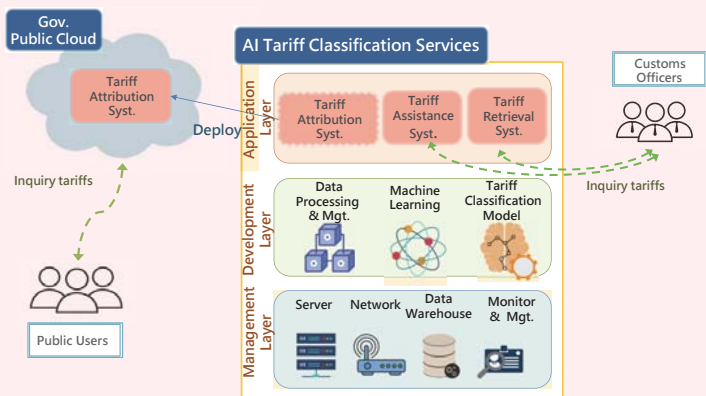 Gov.
Public Cloud
Tariff
Attribution
Syst.
Inquiry tariffs
Public Users
Deploy
AI Tariff Classification Services
Application
Layer
Tariff
Attribution
Syst.
Tariff
Assistance
Syst.
Tariff
Retrieval
Syst.
Customs
Officers
Inquiry tariffs
Development
Layer
Data
Processing
& Mgt.
Machine
Learning
Tariff
Classification
Model
Management
Layer
Server
Network
Data
Warehouse
Monitor
& Mgt.